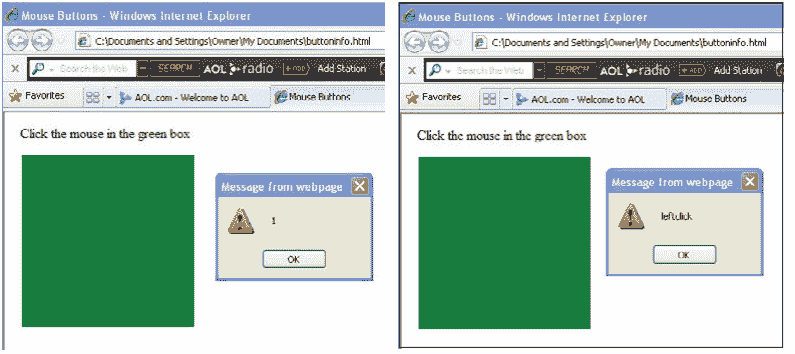 Mouse Buttons - Windows Internet Explorer
C:\Documents and Settings\Owner\My Documents\buttoninfo.html
x Search the Web SEARCH AOL radio + ADD Add Station
Favorites AOL.com - Welcome to AOL Mouse Buttons
Click the mouse in the green box
Message from webpage
1
OK
Mouse Buttons - Windows Internet Explorer
C:\Documents and Settings\Owner\My Documents\buttoninfo.html
x Search the Web SEARCH AOL radio + ADD Add Station
Favorites AOL.com - Welcome to AOL Mouse Buttons
Click the mouse in the green box
Message from webpage
leftclick
OK